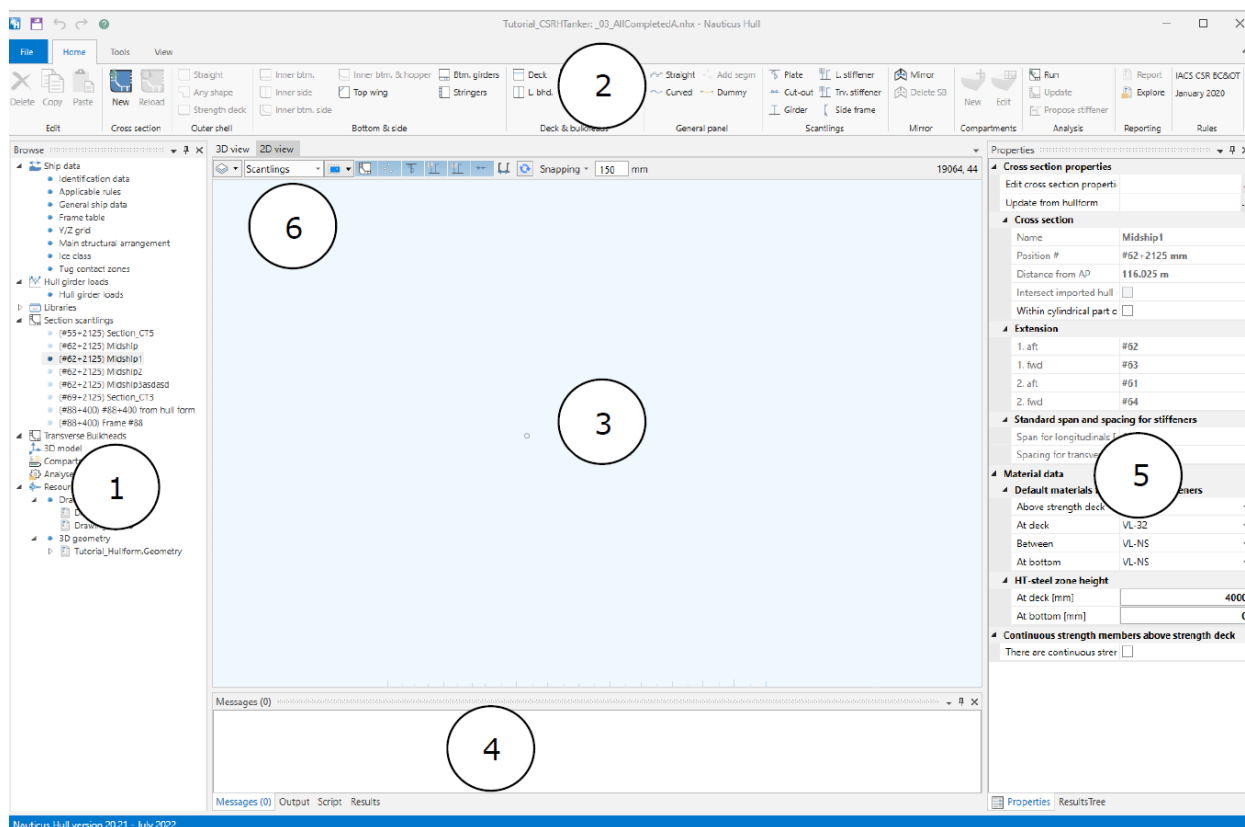 Tutorial_CSRHTanker: _03_AllCompletedA.nhx - Nauticus Hull
File Home Tools View
Straight Inner btm. Inner btm. & hopper Btm. girders Deck Straight Add segm Plate L. stiffener Mirror Run Report IACS CSR BC&OT
Any shape Inner side Top wing Stringers L. bhd. Curved Dummy Cut-out Trv. stiffener Delete SB Update Explore January 2020
Delete Copy Paste New Reload Strength deck Inner btm. side Girder Side frame New Edit Propose stiffener
Edit Cross section Outer shell Bottom & side Deck & General panel Scantlings Mirror Compartments Analysis Reporting Rules
2
Browse
Ship data
Identification data
Applicable rules
General ship data
Frame table
Y/Z grid
Main structural arrangement
Ice class
Tug contact zones
Hull girder loads
Hull girder loads
Libraries
Section scantlings
(#55+2125) Section_CT5
(#62+2125) Midship
(#62+2125) Midship1
(#62+2125) Midship2
(#62+2125) Midship3asdasd
(#69+2125) Section_CT3
(#88+400) #88+400 from hull form
(#88+400) Frame #88
Transverse Bulkheads
3D model
3D geometry
Tutorial_Hullform.Geometry
1
3D view 2D view
Scantlings Snapping 150 mm 19064, 44
6
3
Messages (0)
4
Messages (0) Output Script Results
Properties
Cross section properties
Edit cross section properti
Update from hullform
Cross section
Name Midship1
Position # #62+2125 mm
Distance from AP 116.025 m
Intersect imported hull
Within cylindrical part o
Extension
1. aft #62
1. fwd #63
2. aft #61
2. fwd #64
Standard span and spacing for stiffeners
Span for longitudinals
Spacing for
5
Material data
Default materials
Above strength deck
At deck VL-32
Between VL-NS
At bottom VL-NS
HT-steel zone height
At deck [mm] 4000
At bottom [mm] 0
Continuous strength members above strength deck
There are continuous strer
Properties ResultsTree
Nauticus Hull version 20.21 - July 2022